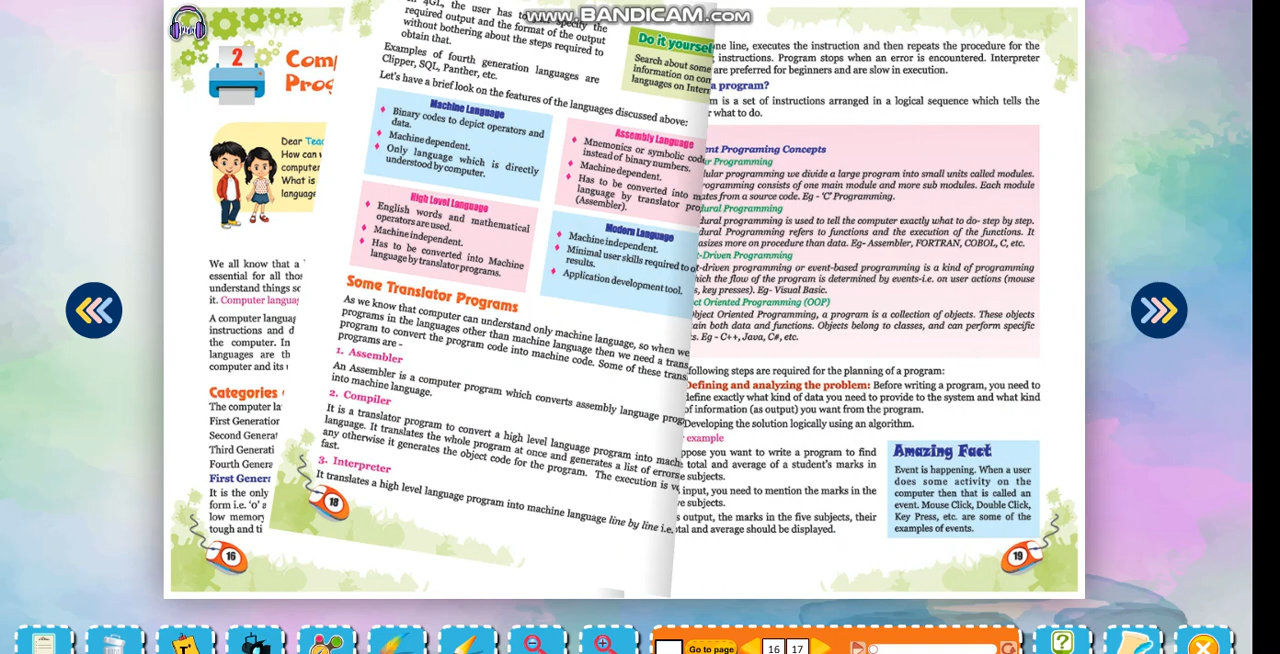 www.BANDICAM.com
2
Com
Prog
Dear Teac
How can
computer
What is
language
We all know that a
essential for all thos
understand things so
it. Computer languag
A computer languag
instructions and d
the computer. In
languages are th
computer and its
Categories
The computer la
First Generation
Second Generat
Third Generati
Fourth Genera
First Gener
It is the only
form i.e. 'o' a
low memory
tough and ti
16
4GL, the user has to specify the
required output and the format of the output
without bothering about the steps required to
obtain that.
Examples of fourth generation languages are
Clipper, SQL, Panther, etc.
Let's have a brief look on the features of the languages discussed above:
Do it yoursel
Search about some
information on com
languages on Intern
Machine Language
Binary codes to depict operators and
data.
Machine dependent.
Only language which is directly
understood by computer.
Assembly Language
Mnemonics or symbolic code
instead of binary numbers.
Machine dependent.
Has to be converted into m
language by translator pro
(Assembler).
High Level Language
English words and mathematical
operators are used.
Machine independent.
Has to be converted into Machine
language by translator programs.
Modern Language
Machine independent.
Minimal user skills required to
results.
Application development tool.
Some Translator Programs
As we know that computer can understand only machine language, so when we
programs in the languages other than machine language then we need a trans
program to convert the program code into machine code. Some of these trans
programs are -
1. Assembler
An Assembler is a computer program which converts assembly language prog
into machine language.
2. Compiler
It is a translator program to convert a high level language program into mach
language. It translates the whole program at once and generates a list of errors
any otherwise it generates the object code for the program. The execution is v
fast.
3. Interpreter
It translates a high level language program into machine language line by line i.e.
18
one line, executes the instruction and then repeats the procedure for the
instructions. Program stops when an error is encountered. Interpreter
are preferred for beginners and are slow in execution.
a program?
m is a set of instructions arranged in a logical sequence which tells the
r what to do.
ent Programing Concepts
ar Programming
dular programming we divide a large program into small units called modules.
rogramming consists of one main module and more sub modules. Each module
mates from a source code. Eg - 'C' Programming.
dural Programming
dural programming is used to tell the computer exactly what to do- step by step.
dural Programming refers to functions and the execution of the functions. It
asizes more on procedure than data. Eg- Assembler, FORTRAN, COBOL, C, etc.
t-Driven Programming
t-driven programming or event-based programming is a kind of programming
hich the flow of the program is determined by events-i.e. on user actions (mouse
s, key presses). Eg- Visual Basic.
ect Oriented Programming (OOP)
bject Oriented Programming, a program is a collection of objects. These objects
tain both data and functions. Objects belong to classes, and can perform specific
s. Eg - C++, Java, C#, etc.
following steps are required for the planning of a program:
Defining and analyzing the problem: Before writing a program, you need to
define exactly what kind of data you need to provide to the system and what kind
of information (as output) you want from the program.
Developing the solution logically using an algorithm.
example
ppose you want to write a program to find
e total and average of a student's marks in
e subjects.
input, you need to mention the marks in the
ve subjects.
s output, the marks in the five subjects, their
otal and average should be displayed.
Amazing Fact
Event is happening. When a user
does some activity on the
computer then that is called an
event. Mouse Click, Double Click,
Key Press, etc. are some of the
examples of events.
19
Go to page
16 17